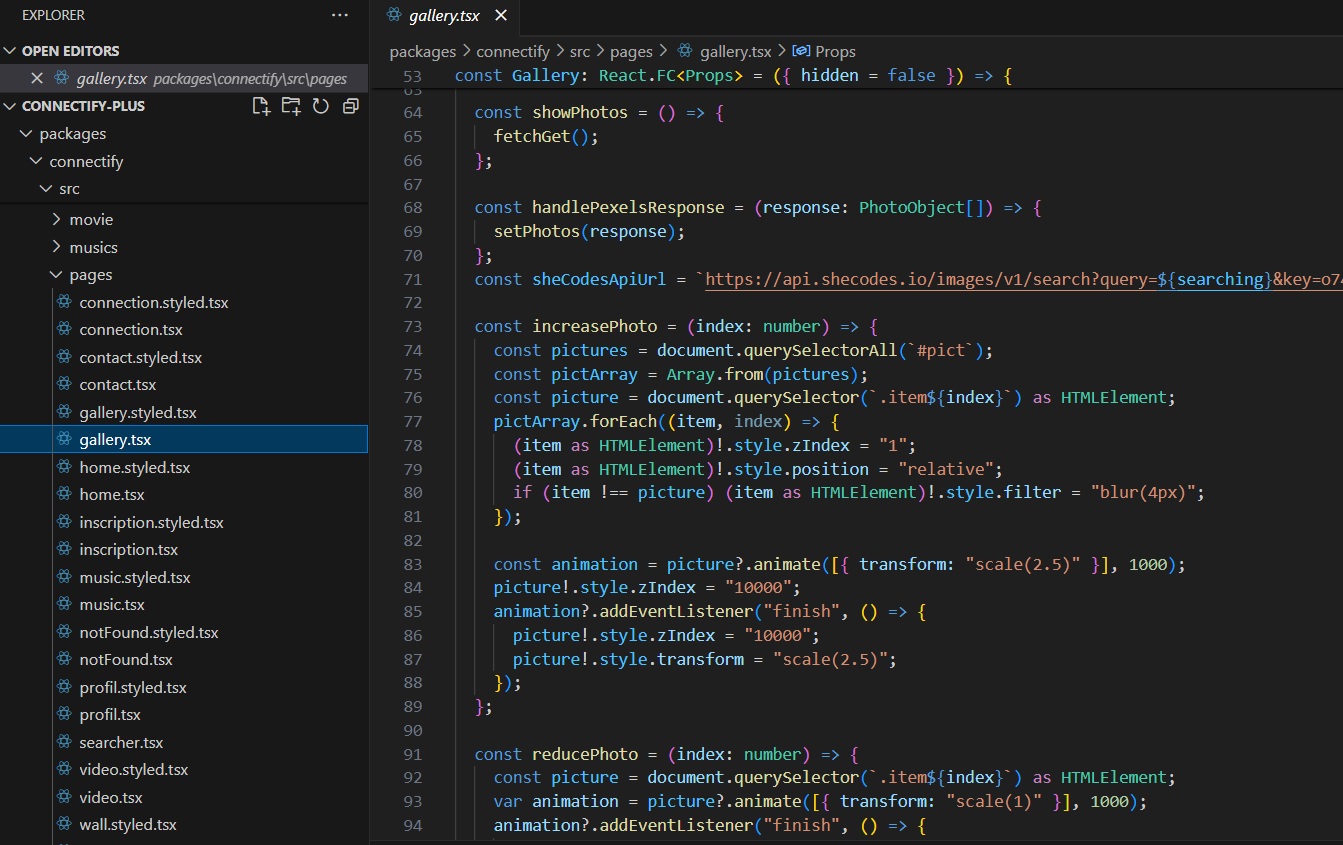 EXPLORER
...
OPEN EDITORS
gallery.tsx packages\connectify\src\pages
CONNECTIFY-PLUS
packages
connectify
src
movie
musics
pages
connection.styled.tsx
connection.tsx
contact.styled.tsx
contact.tsx
gallery.styled.tsx
gallery.tsx
home.styled.tsx
home.tsx
inscription.styled.tsx
inscription.tsx
music.styled.tsx
music.tsx
notFound.styled.tsx
notFound.tsx
profil.styled.tsx
profil.tsx
searcher.tsx
video.styled.tsx
video.tsx
wall.styled.tsx
gallery.tsx
packages > connectify > src > pages > gallery.tsx > Props
53 const Gallery: React.FC<Props> = ({ hidden = false }) => {
63
64 const showPhotos = () => {
65 fetchGet();
66 };
67
68 const handlePexelsResponse = (response: PhotoObject[]) => {
69 setPhotos(response);
70 };
71 const sheCodesApiUrl = `https://api.shecodes.io/images/v1/search?query=${searching}&key=o74
72
73 const increasePhoto = (index: number) => {
74 const pictures = document.querySelectorAll(`#pict`);
75 const pictArray = Array.from(pictures);
76 const picture = document.querySelector(`.item${index}`) as HTMLElement;
77 pictArray.forEach((item, index) => {
78 (item as HTMLElement)!.style.zIndex = "1";
79 (item as HTMLElement)!.style.position = "relative";
80 if (item !== picture) (item as HTMLElement)!.style.filter = "blur(4px)";
81 });
82
83 const animation = picture?.animate([{ transform: "scale(2.5)" }], 1000);
84 picture!.style.zIndex = "10000";
85 animation?.addEventListener("finish", () => {
86 picture!.style.zIndex = "10000";
87 picture!.style.transform = "scale(2.5)";
88 });
89 };
90
91 const reducePhoto = (index: number) => {
92 const picture = document.querySelector(`.item${index}`) as HTMLElement;
93 var animation = picture?.animate([{ transform: "scale(1)" }], 1000);
94 animation?.addEventListener("finish", () => {